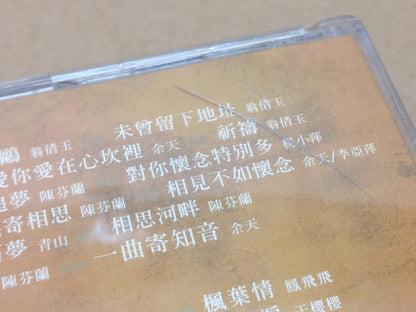 鷗 翁倩玉
愛你愛在心坎裡 余天
追夢 陳芬蘭
寄相思 陳芬蘭
夢 青山
陳芬蘭
未曾留下地址 翁倩玉
祈禱 翁倩玉
對你懷念特別多
相見不如懷念 余天/李亞萍
相思河畔 陳芬蘭
一曲寄知音 余天
楓葉情 鳳飛飛